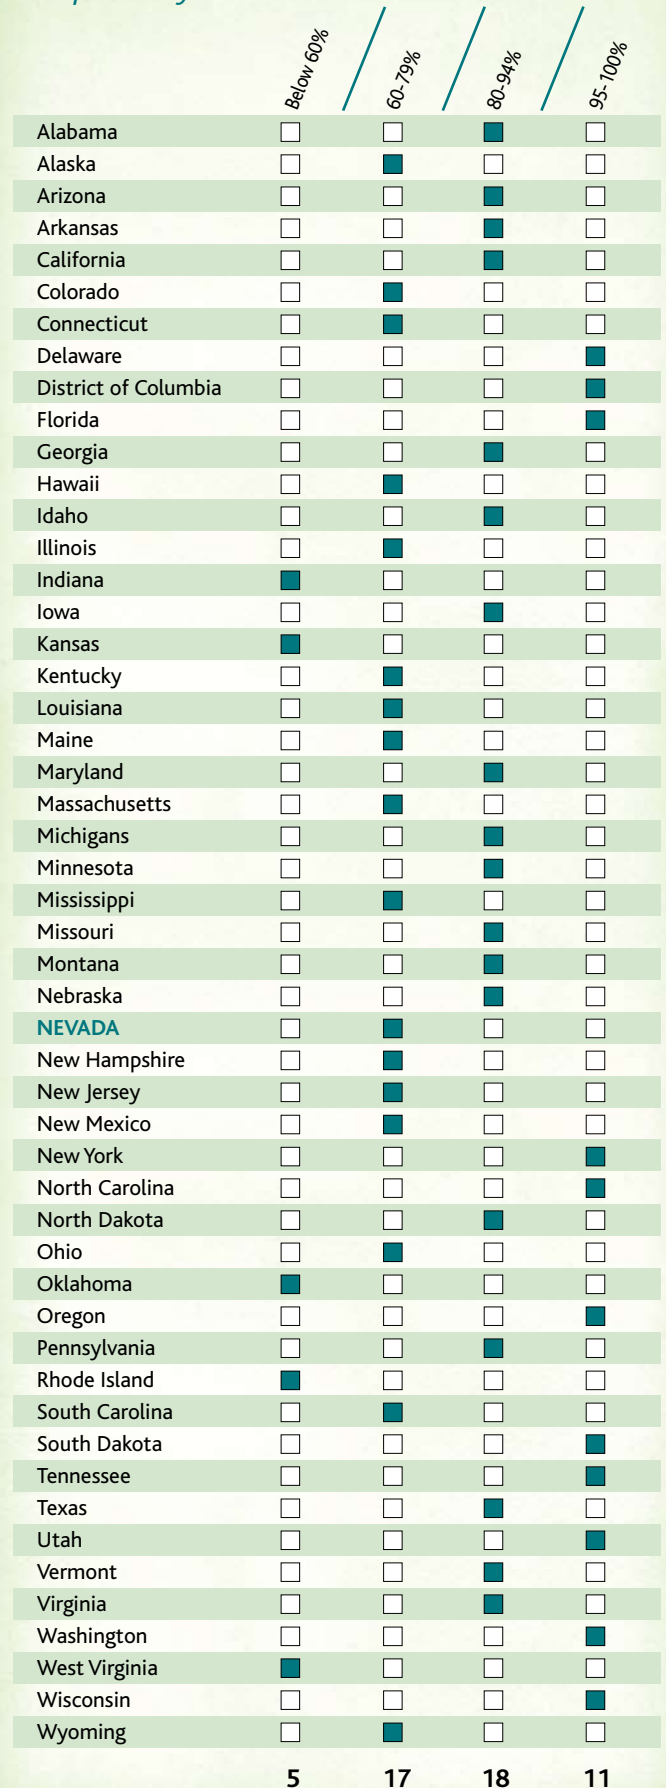 Below 60%
60-79%
80-94%
95-100%
Alabama
Alaska
Arizona
Arkansas
California
Colorado
Connecticut
Delaware
District of Columbia
Florida
Georgia
Hawaii
Idaho
Illinois
Indiana
Iowa
Kansas
Kentucky
Louisiana
Maine
Maryland
Massachusetts
Michigans
Minnesota
Mississippi
Missouri
Montana
Nebraska
NEVADA
New Hampshire
New Jersey
New Mexico
New York
North Carolina
North Dakota
Ohio
Oklahoma
Oregon
Pennsylvania
Rhode Island
South Carolina
South Dakota
Tennessee
Texas
Utah
Vermont
Virginia
Washington
West Virginia
Wisconsin
Wyoming
5 17 18 11